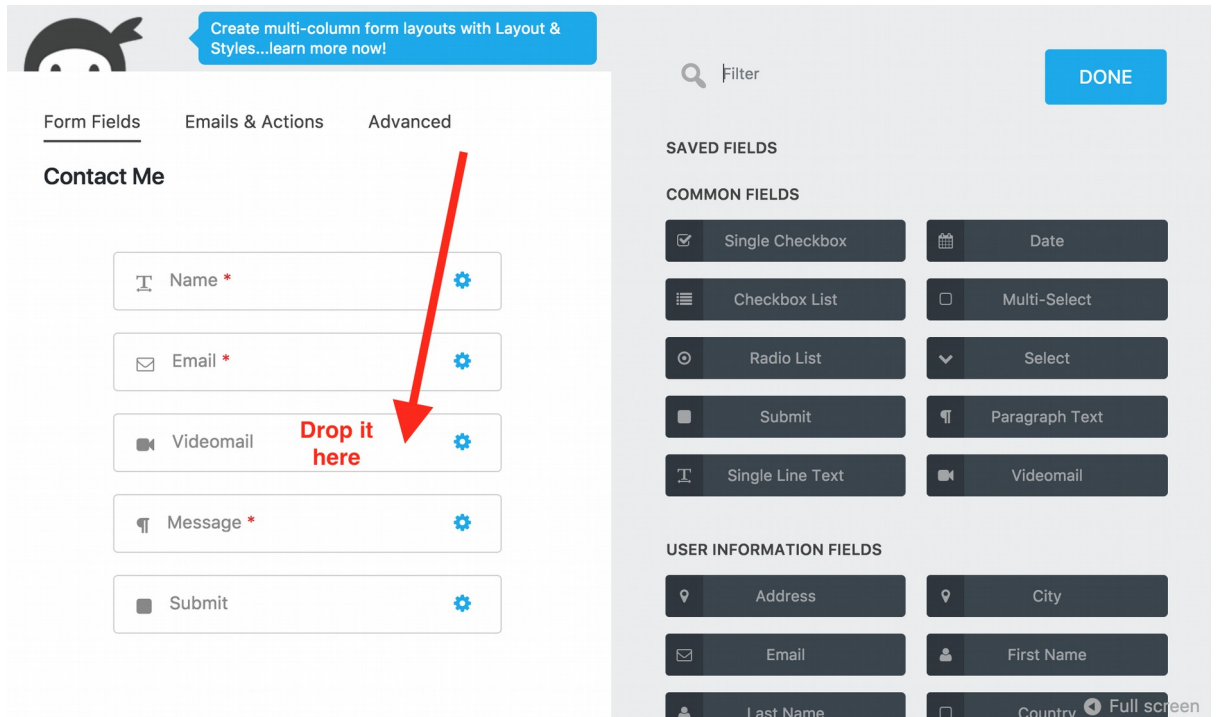 Create multi-column form layouts with Layout &
Styles...learn more now!
Filter
DONE
Form Fields
Emails & Actions
Advanced
Contact Me
Name *
Email *
Videomail
Drop it
here
Message *
Submit
SAVED FIELDS
COMMON FIELDS
Single Checkbox
Date
Checkbox List
Multi-Select
Radio List
Select
Submit
Paragraph Text
Single Line Text
Videomail
USER INFORMATION FIELDS
Address
City
Email
First Name
Last Name
Country
Full screen